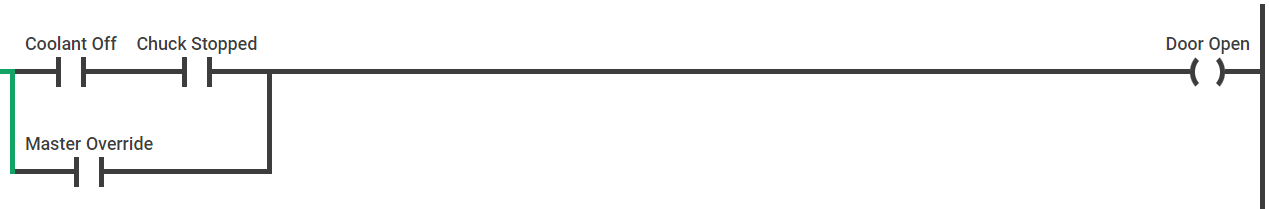 Coolant Off
Chuck Stopped
Door Open
Master Override